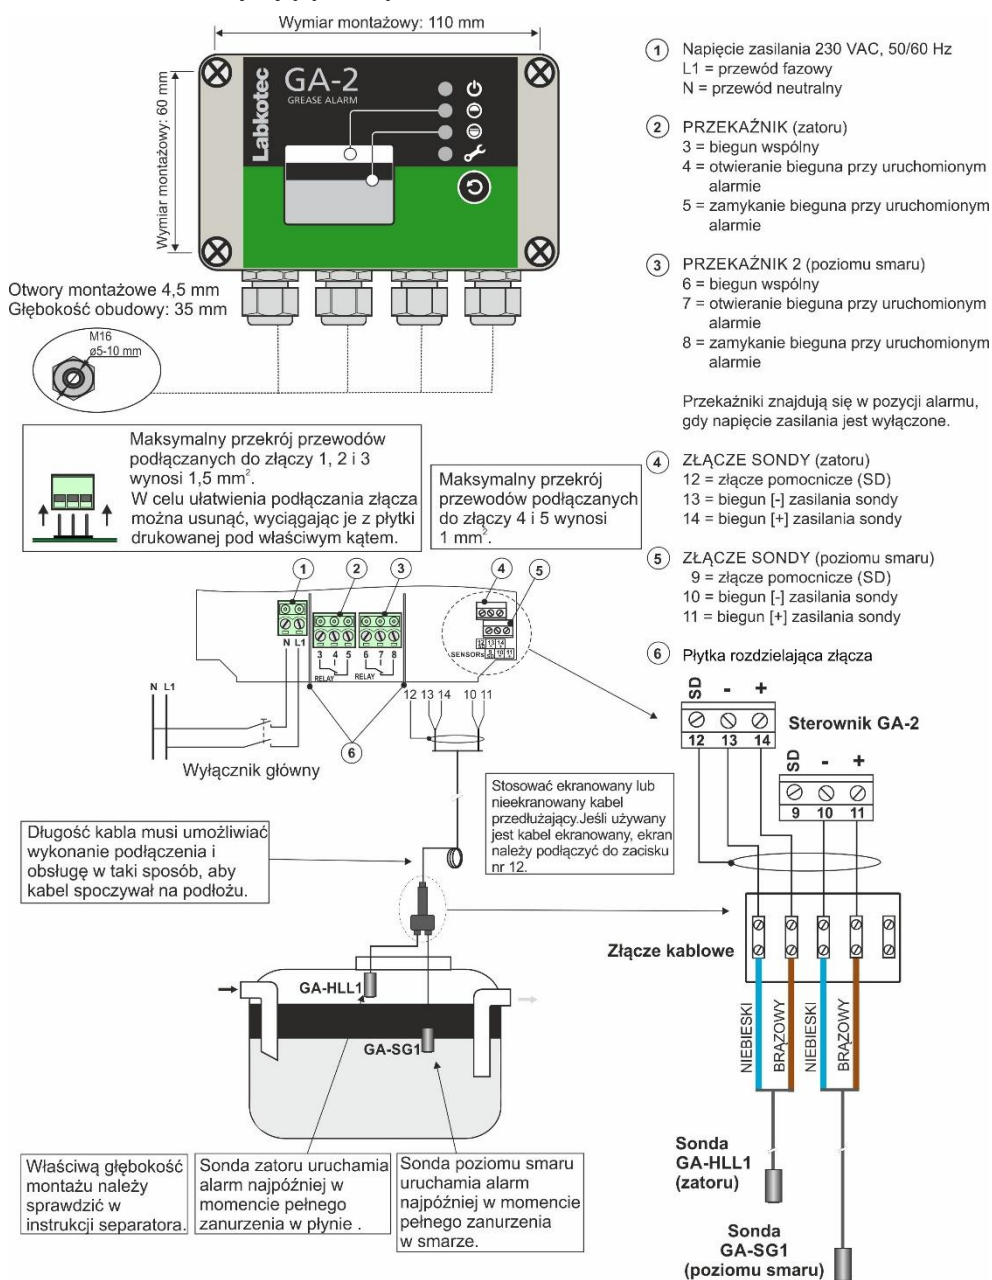 Wymiar montażowy: 110 mm
Wymiar montażowy: 60 mm
Labkotec
GA-2
GREASE ALARM
Otwory montażowe 4,5 mm
Głębokość obudowy: 35 mm
M16
ø5-10 mm
1 Napięcie zasilania 230 VAC, 50/60 Hz
L1 = przewód fazowy
N = przewód neutralny
2 PRZEKAŹNIK (zatoru)
3 = biegun wspólny
4 = otwieranie bieguna przy uruchomionym
alarmie
5 = zamykanie bieguna przy uruchomionym
alarmie
3 PRZEKAŹNIK 2 (poziomu smaru)
6 = biegun wspólny
7 = otwieranie bieguna przy uruchomionym
alarmie
8 = zamykanie bieguna przy uruchomionym
alarmie
Przekaźniki znajdują się w pozycji alarmu,
gdy napięcie zasilania jest wyłączone.
4 ZŁĄCZE SONDY (zatoru)
12 = złącze pomocnicze (SD)
13 = biegun [-] zasilania sondy
14 = biegun [+] zasilania sondy
5 ZŁĄCZE SONDY (poziomu smaru)
9 = złącze pomocnicze (SD)
10 = biegun [-] zasilania sondy
11 = biegun [+] zasilania sondy
6 Płytka rozdzielająca złącza
Maksymalny przekrój przewodów
podłączanych do złączy 1, 2 i 3
wynosi 1,5 mm².
W celu ułatwienia podłączania złącza
można usunąć, wyciągając je z płytki
drukowanej pod właściwym kątem.
Maksymalny przekrój
przewodów podłączanych
do złączy 4 i 5 wynosi
1 mm².
1 2 3 4 5
N L1
3 4 5
RELAY
6 7 8
RELAY
12 13 14
SENSORs 10 11
N L1
12 13 14 10 11
6
Wyłącznik główny
SD - +
12 13 14
Sterownik GA-2
SD - +
9 10 11
Stosować ekranowany lub
nieekranowany kabel
przedłużający.Jeśli używany
jest kabel ekranowany, ekran
należy podłączyć do zacisku
nr 12.
Długość kabla musi umożliwiać
wykonanie podłączenia i
obsługę w taki sposób, aby
kabel spoczywał na podłożu.
Złącze kablowe
NIEBIESKI
BRĄZOWY
NIEBIESKI
BRĄZOWY
GA-HLL1
GA-SG1
Właściwą głębokość
montażu należy
sprawdzić w
instrukcji separatora.
Sonda zatoru uruchamia
alarm najpóźniej w
momencie pełnego
zanurzenia w płynie .
Sonda poziomu smaru
uruchamia alarm
najpóźniej w momencie
pełnego zanurzenia
w smarze.
Sonda
GA-HLL1
(zatoru)
Sonda
GA-SG1
(poziomu smaru)